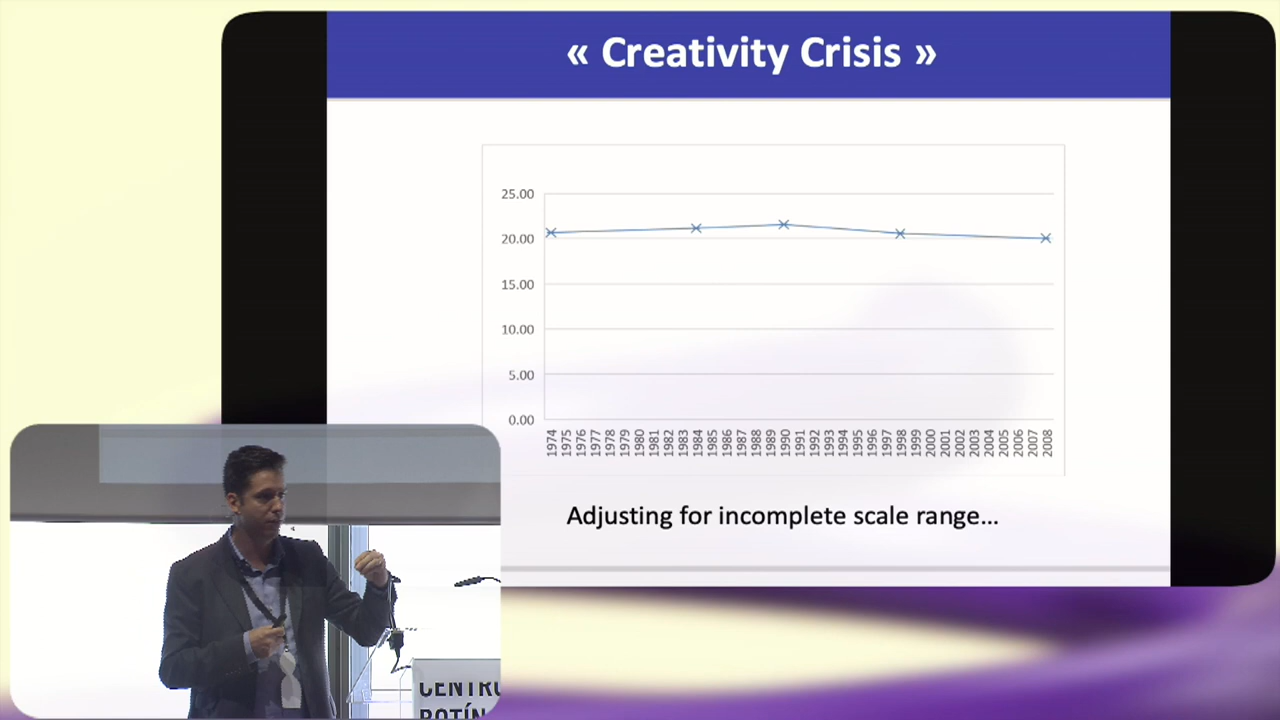 « Creativity Crisis »
25.00
20.00
15.00
10.00
5.00
0.00
1974 1975 1976 1977 1978 1979 1980 1981 1982 1983 1984 1985 1986 1987 1988 1989 1990 1991 1992 1993 1994 1995 1996 1997 1998 1999 2000 2001 2002 2003 2004 2005 2006 2007 2008
Adjusting for incomplete scale range...
CENTRO
BOTÍN